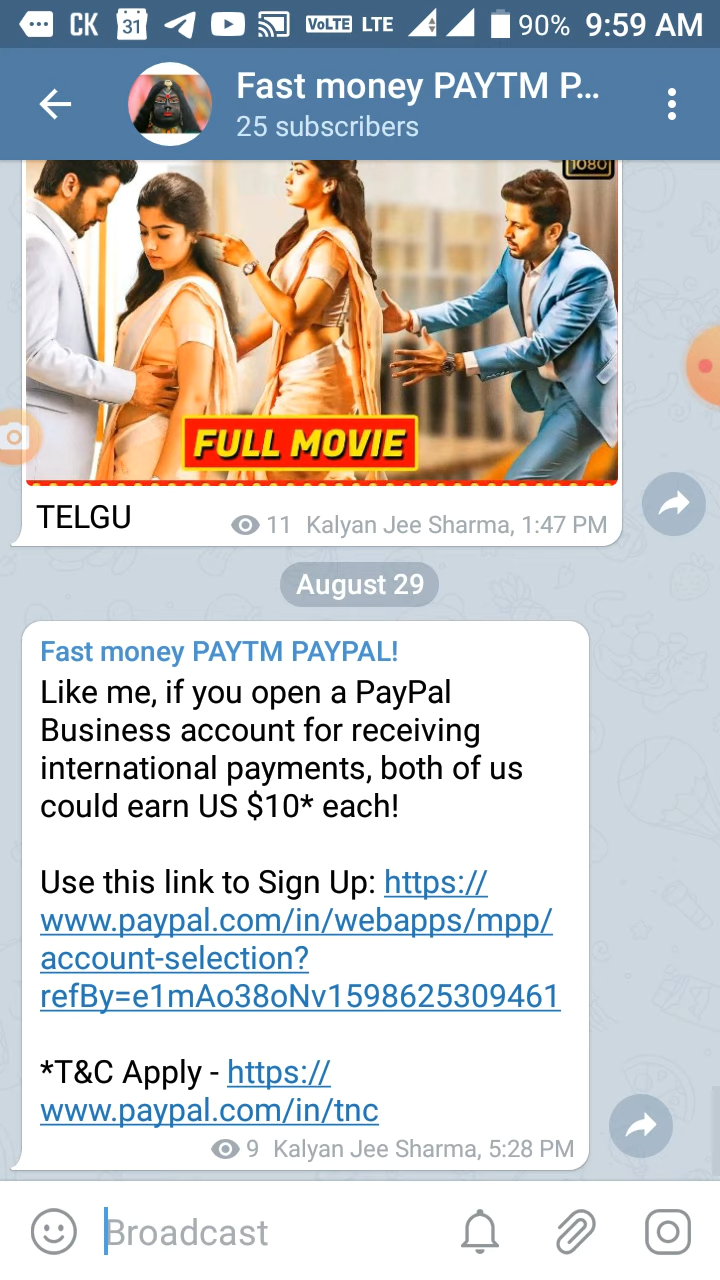 CK 31 VoLTE LTE 90% 9:59 AM
Fast money PAYTM P...
25 subscribers
1080
FULL MOVIE
TELGU
11 Kalyan Jee Sharma, 1:47 PM
August 29
Fast money PAYTM PAYPAL!
Like me, if you open a PayPal
Business account for receiving
international payments, both of us
could earn US $10* each!
Use this link to Sign Up: https://
www.paypal.com/in/webapps/mpp/
account-selection?
refBy=e1mAo38oNv1598625309461
*T&C Apply - https://
www.paypal.com/in/tnc
9 Kalyan Jee Sharma, 5:28 PM
Broadcast